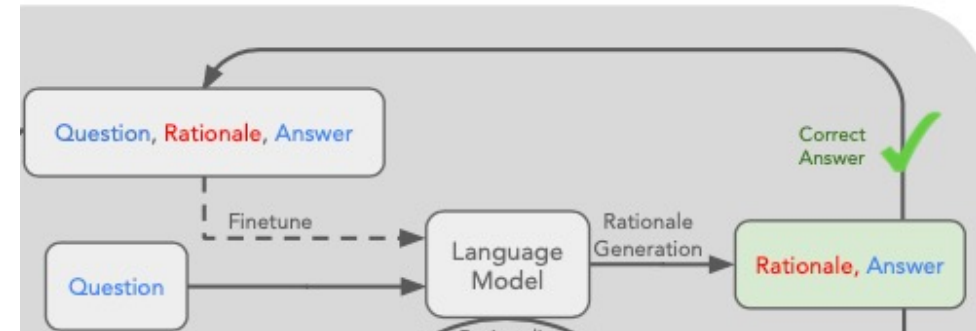 Question, Rationale, Answer
Correct
Answer
Finetune
Rationale
Generation
Language
Model
Question
Rationale, Answer